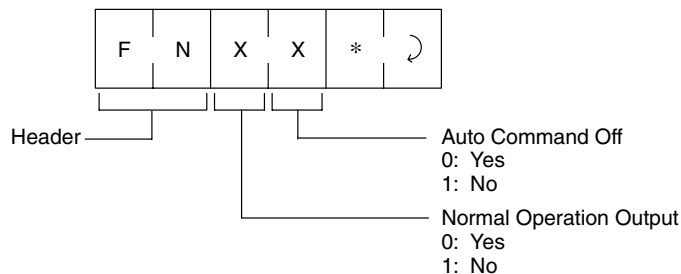 F N X X *
Header
Auto Command Off
0: Yes
1: No
Normal Operation Output
0: Yes
1: No